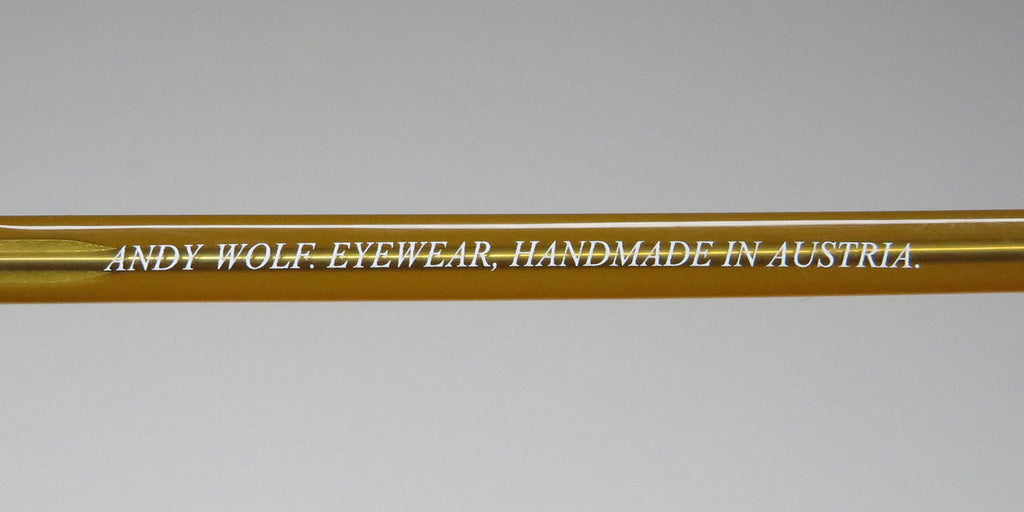 ANDY WOLF. EYEWEAR, HANDMADE IN AUSTRIA.